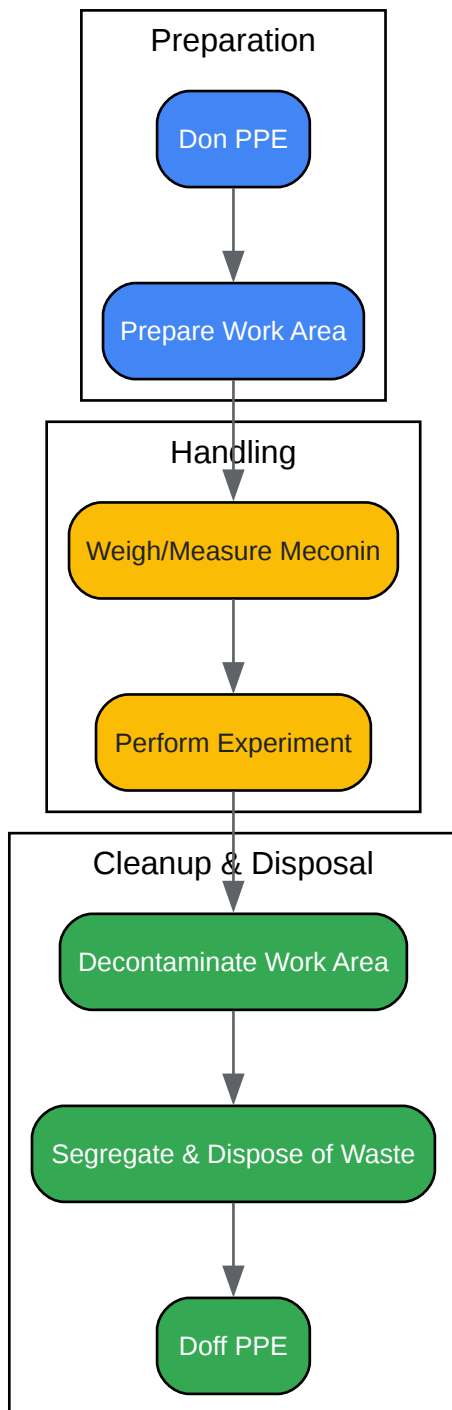 Preparation
Don PPE
Prepare Work Area
Handling
Weigh/Measure Meconin
Perform Experiment
Cleanup & Disposal
Decontaminate Work Area
Segregate & Dispose of Waste
Doff PPE